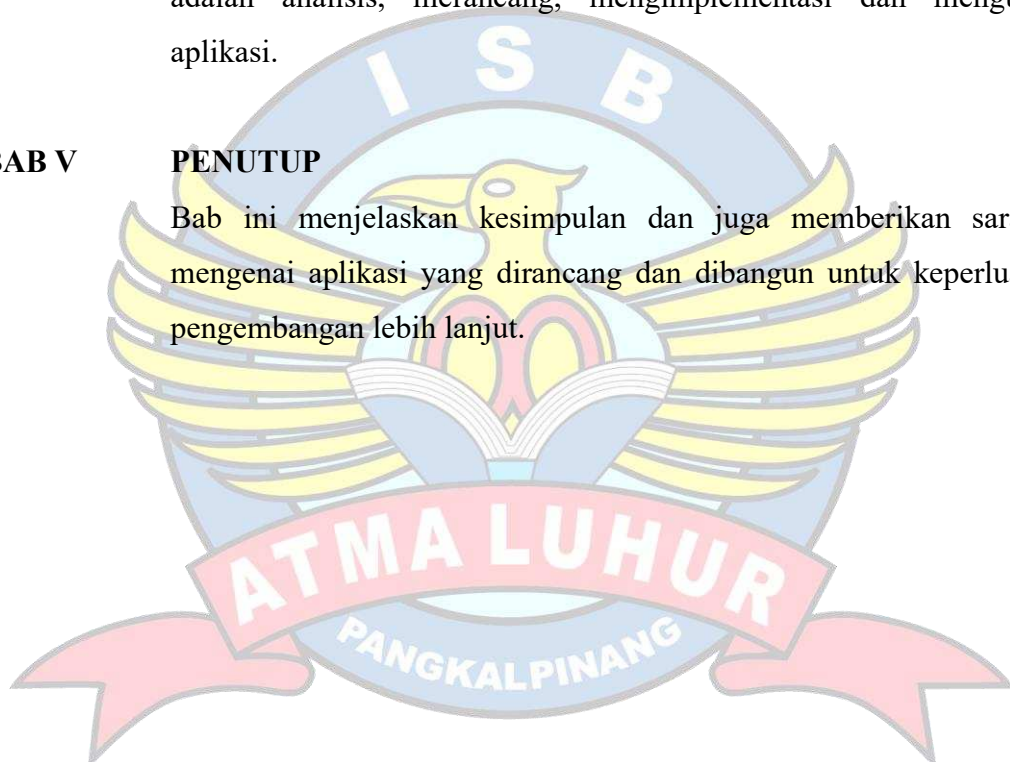 adalah analisis, merancang, mengimplementasi dan
aplikasi.
BAB V PENUTUP
Bab ini menjelaskan kesimpulan dan juga memberikan
mengenai aplikasi yang dirancang dan dibangun untuk
pengembangan lebih lanjut.
I S B
ATMA LUHUR
PANGKALPINANG